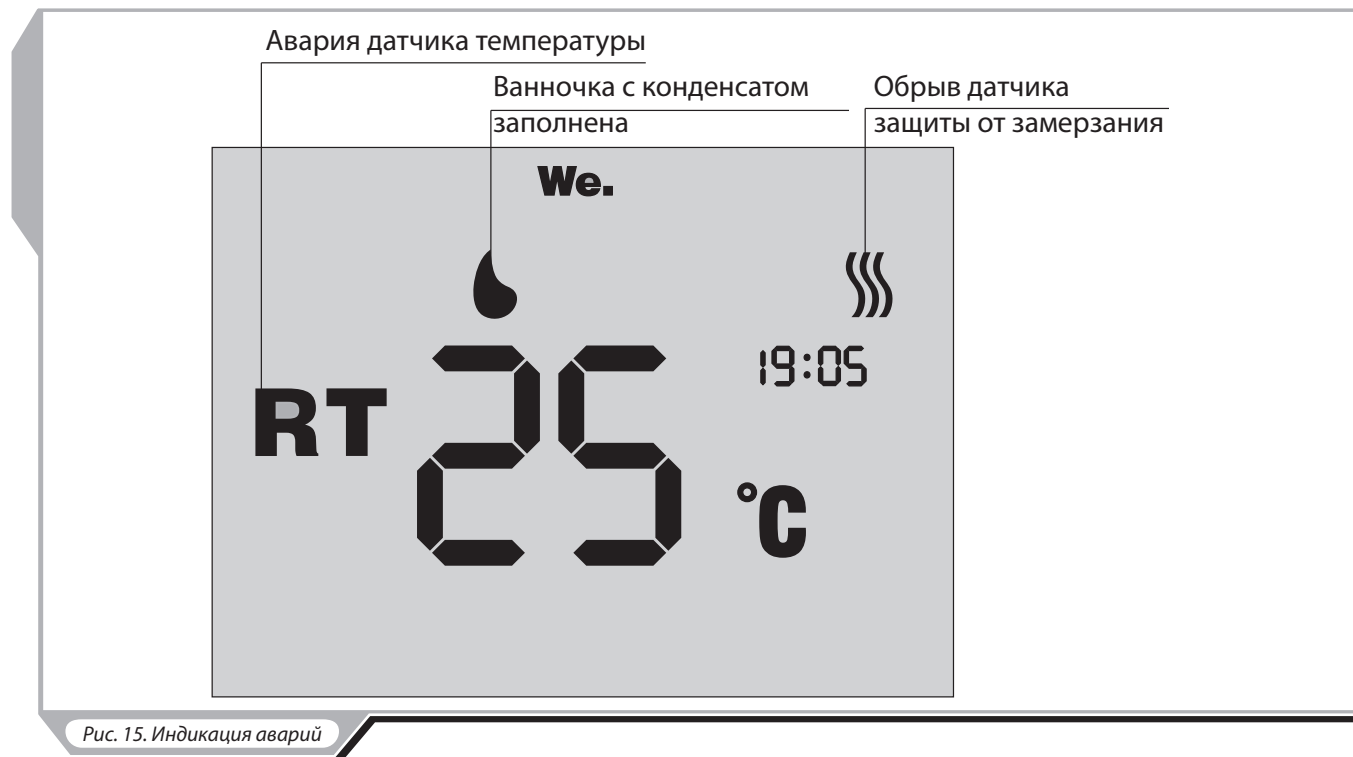 Авария датчика температуры
Ванночка с конденсатом
заполнена
Обрыв датчика
защиты от замерзания
We.
19:05
RT
25
°C
Рис. 15. Индикация аварий